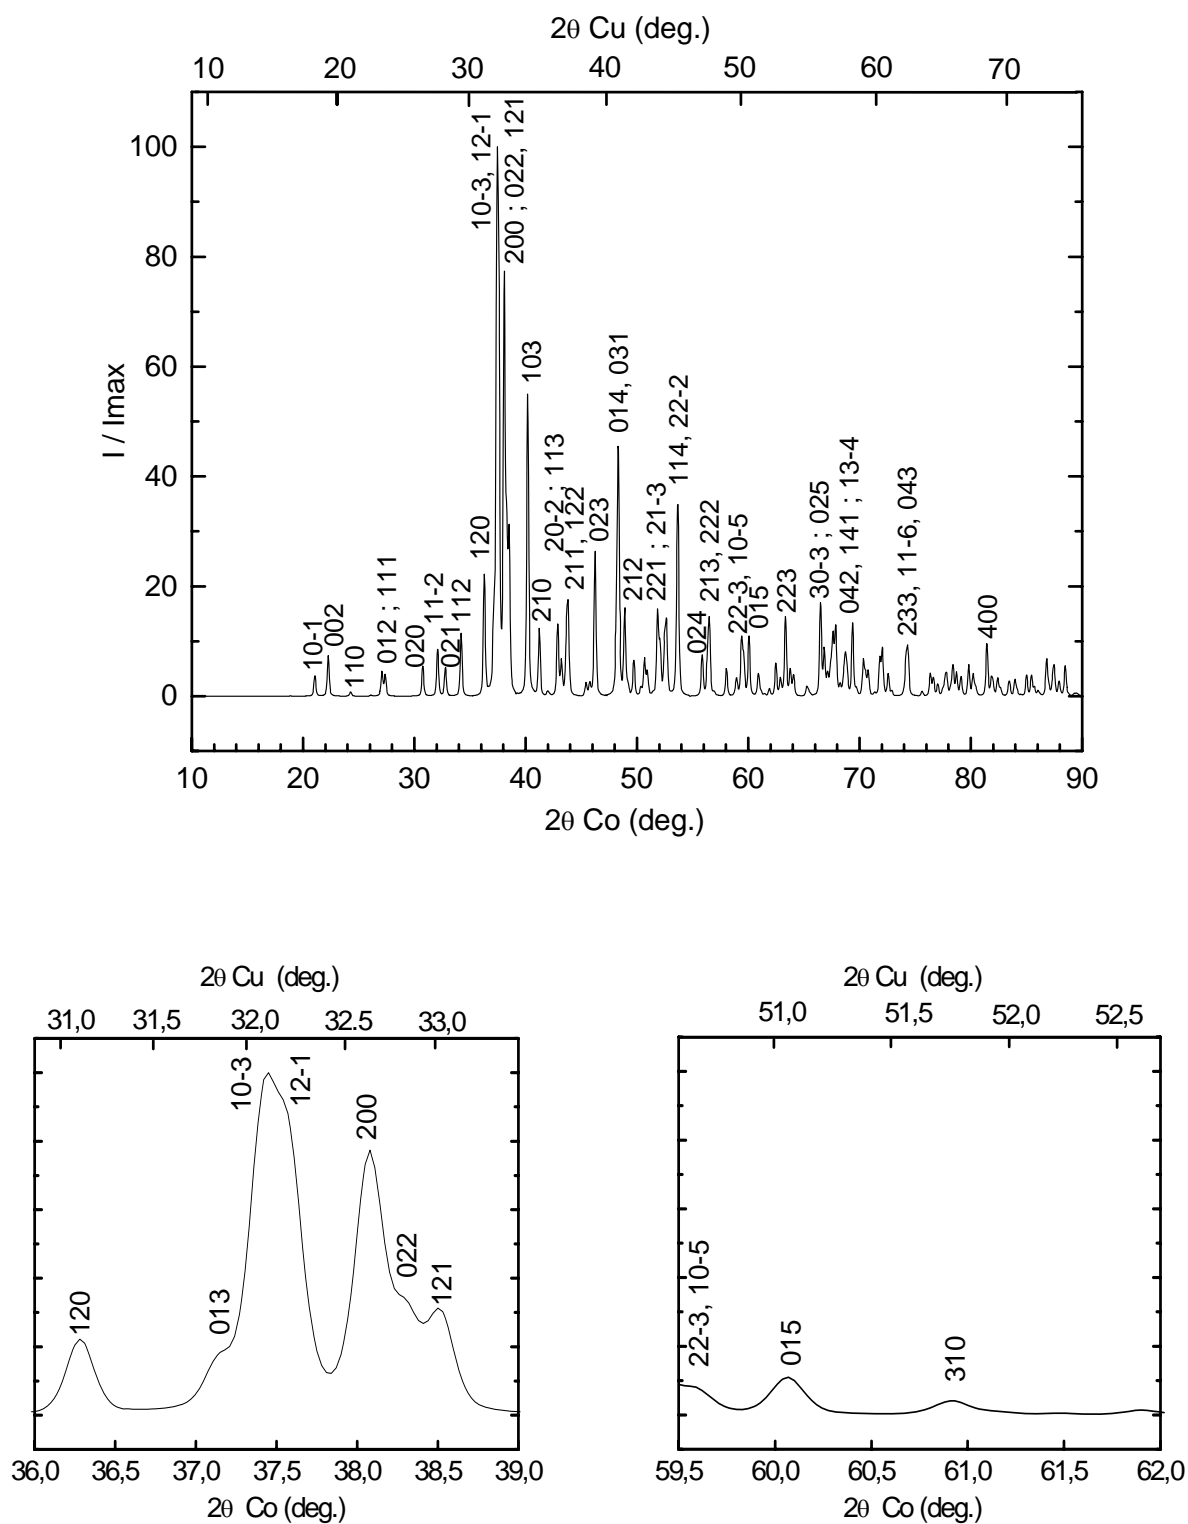 2θ Cu (deg.)
10 20 30 40 50 60 70
I / Imax
100
80
60
40
20
0
10-1
002
110
012 ; 111
020
11-2
021
112
120
10-3, 12-1
200 ; 022, 121
103
210
20-2 ; 113
211, 122
023
014, 031
212
221 ; 21-3
114, 22-2
024
213, 222
22-3, 10-5
015
223
30-3 ; 025
042, 141 ; 13-4
233, 11-6, 043
400
10 20 30 40 50 60 70 80 90
2θ Co (deg.)
2θ Cu (deg.)
31,0 31,5 32,0 32.5 33,0
120
013
10-3
12-1
200
022
121
36,0 36,5 37,0 37,5 38,0 38,5 39,0
2θ Co (deg.)
2θ Cu (deg.)
51,0 51,5 52,0 52,5
22-3, 10-5
015
310
59,5 60,0 60,5 61,0 61,5 62,0
2θ Co (deg.)